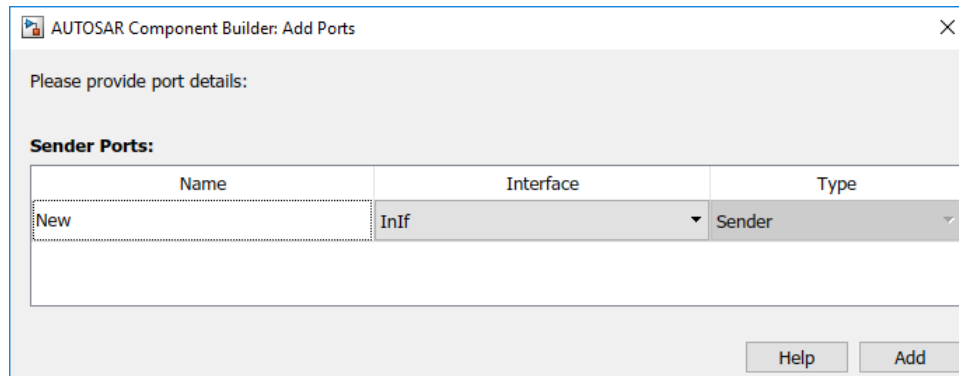 AUTOSAR Component Builder: Add Ports
Please provide port details:
Sender Ports:
Name Interface Type
New InIf Sender
Help Add